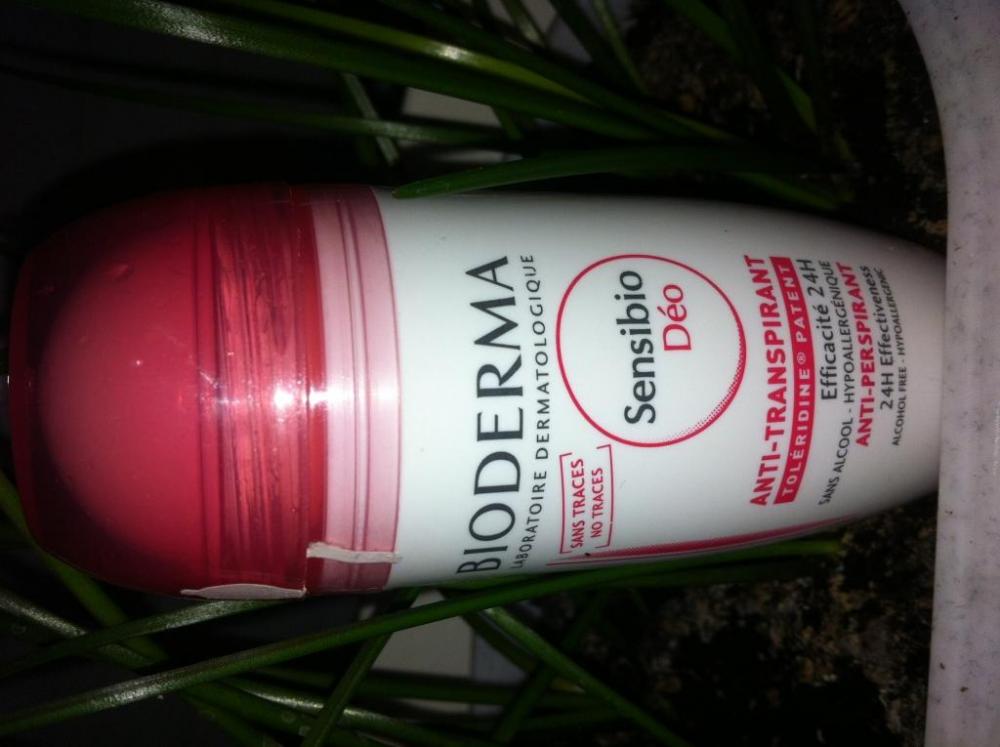 BIODERMA
LABORATOIRE DERMATOLOGIQUE
SANS TRACES
NO TRACES
Sensibio
Déo
ANTI-TRANSPIRANT
TOLÉRIDINE® PATENT
Efficacité 24H
SANS ALCOOL - HYPOALLERGÉNIQUE
ANTI-PERSPIRANT
24H Effectiveness
ALCOHOL FREE - HYPOALLERGENIC